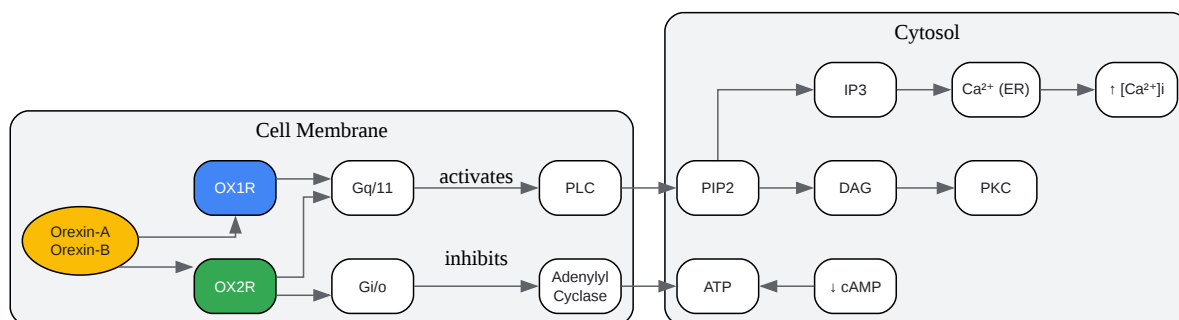 Cytosol
IP3
Ca²⁺ (ER)
↑ [Ca²⁺]i
Cell Membrane
OX1R
Gq/11
activates
PLC
PIP2
DAG
PKC
Orexin-A
Orexin-B
OX2R
Gi/o
inhibits
Adenylyl
Cyclase
ATP
↓ cAMP